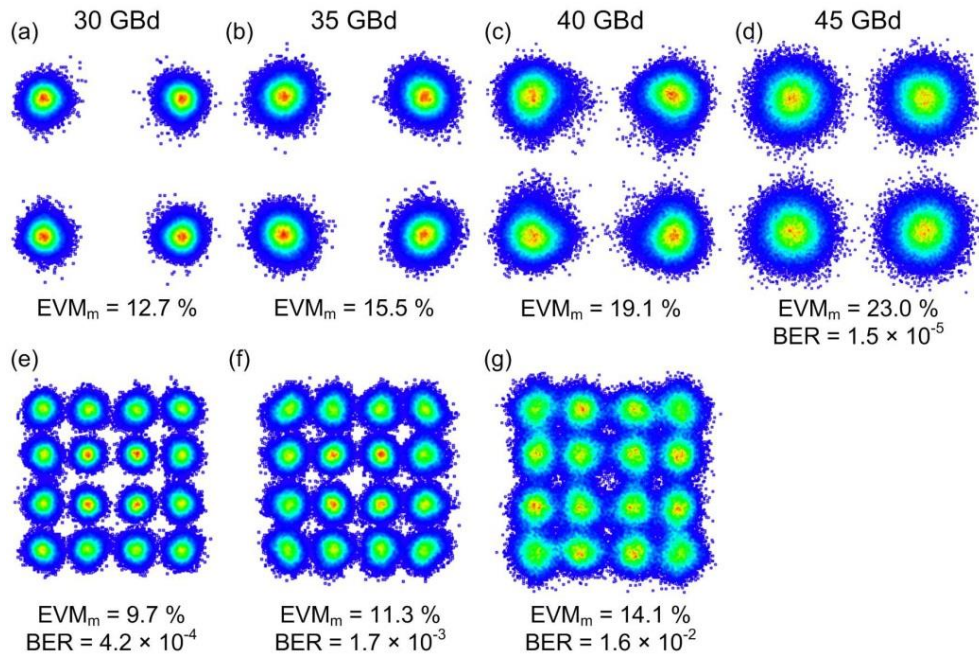 30 GBd 35 GBd 40 GBd 45 GBd
(a) (b) (c) (d)
EVMₘ = 12.7 % EVMₘ = 15.5 % EVMₘ = 19.1 % EVMₘ = 23.0 %
BER = 1.5 × 10⁻⁵
(e) (f) (g)
EVMₘ = 9.7 % EVMₘ = 11.3 % EVMₘ = 14.1 %
BER = 4.2 × 10⁻⁴ BER = 1.7 × 10⁻³ BER = 1.6 × 10⁻²